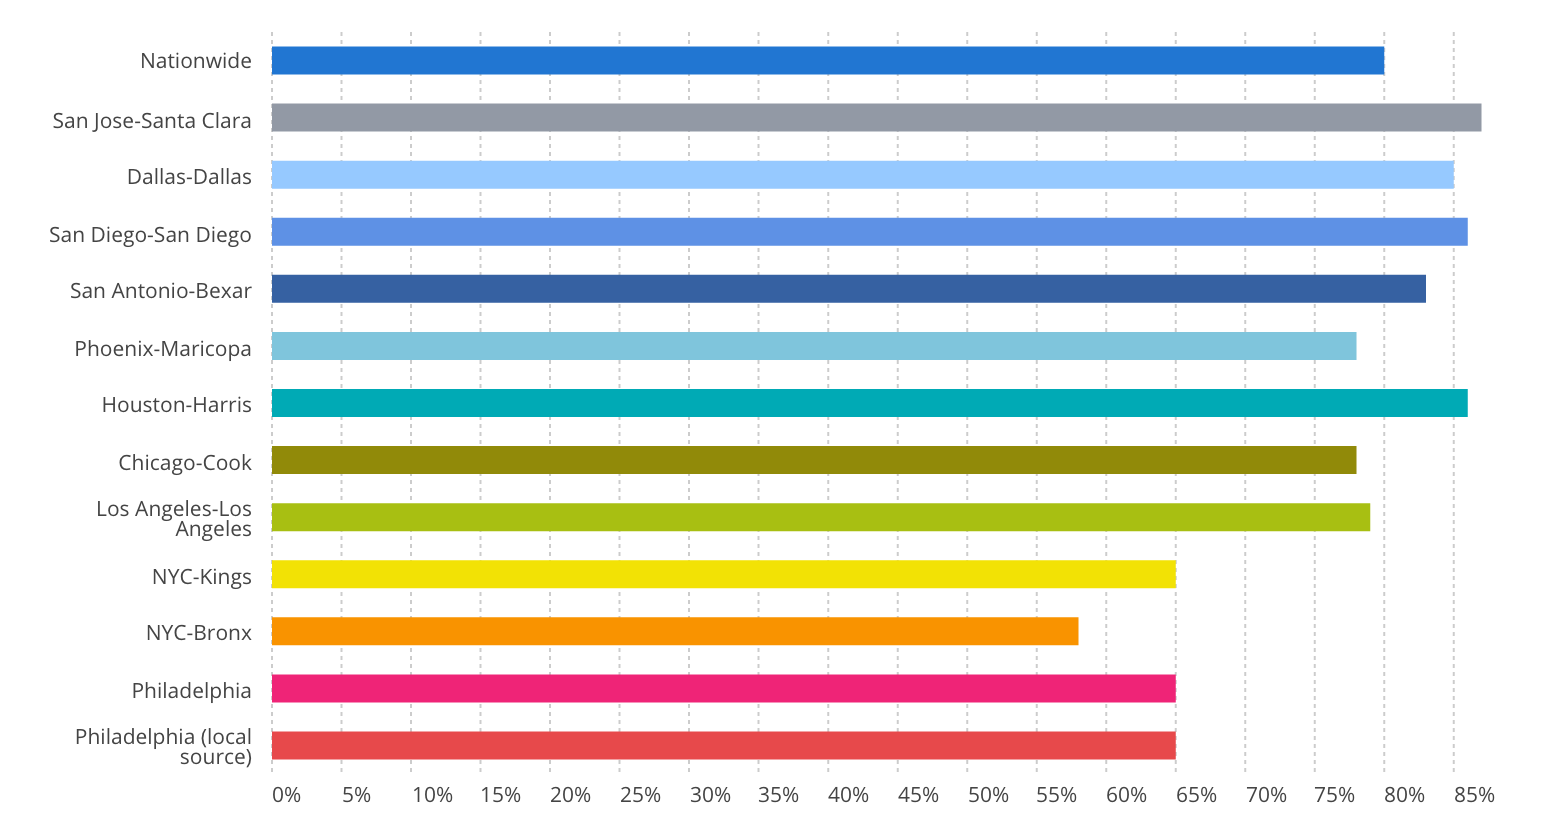 Nationwide
San Jose-Santa Clara
Dallas-Dallas
San Diego-San Diego
San Antonio-Bexar
Phoenix-Maricopa
Houston-Harris
Chicago-Cook
Los Angeles-Los
Angeles
NYC-Kings
NYC-Bronx
Philadelphia
Philadelphia (local
source)
0% 5% 10% 15% 20% 25% 30% 35% 40% 45% 50% 55% 60% 65% 70% 75% 80% 85%